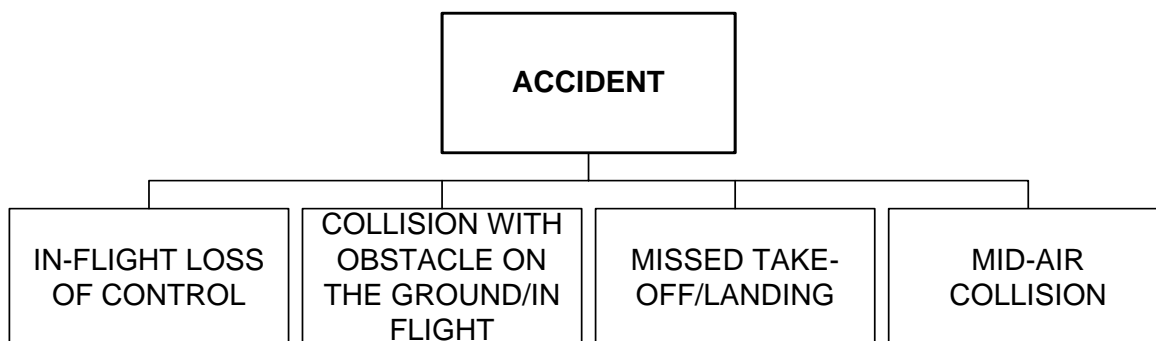 ACCIDENT
IN-FLIGHT LOSS
OF CONTROL
COLLISION WITH
OBSTACLE ON
THE GROUND/IN
FLIGHT
MISSED TAKE-
OFF/LANDING
MID-AIR
COLLISION